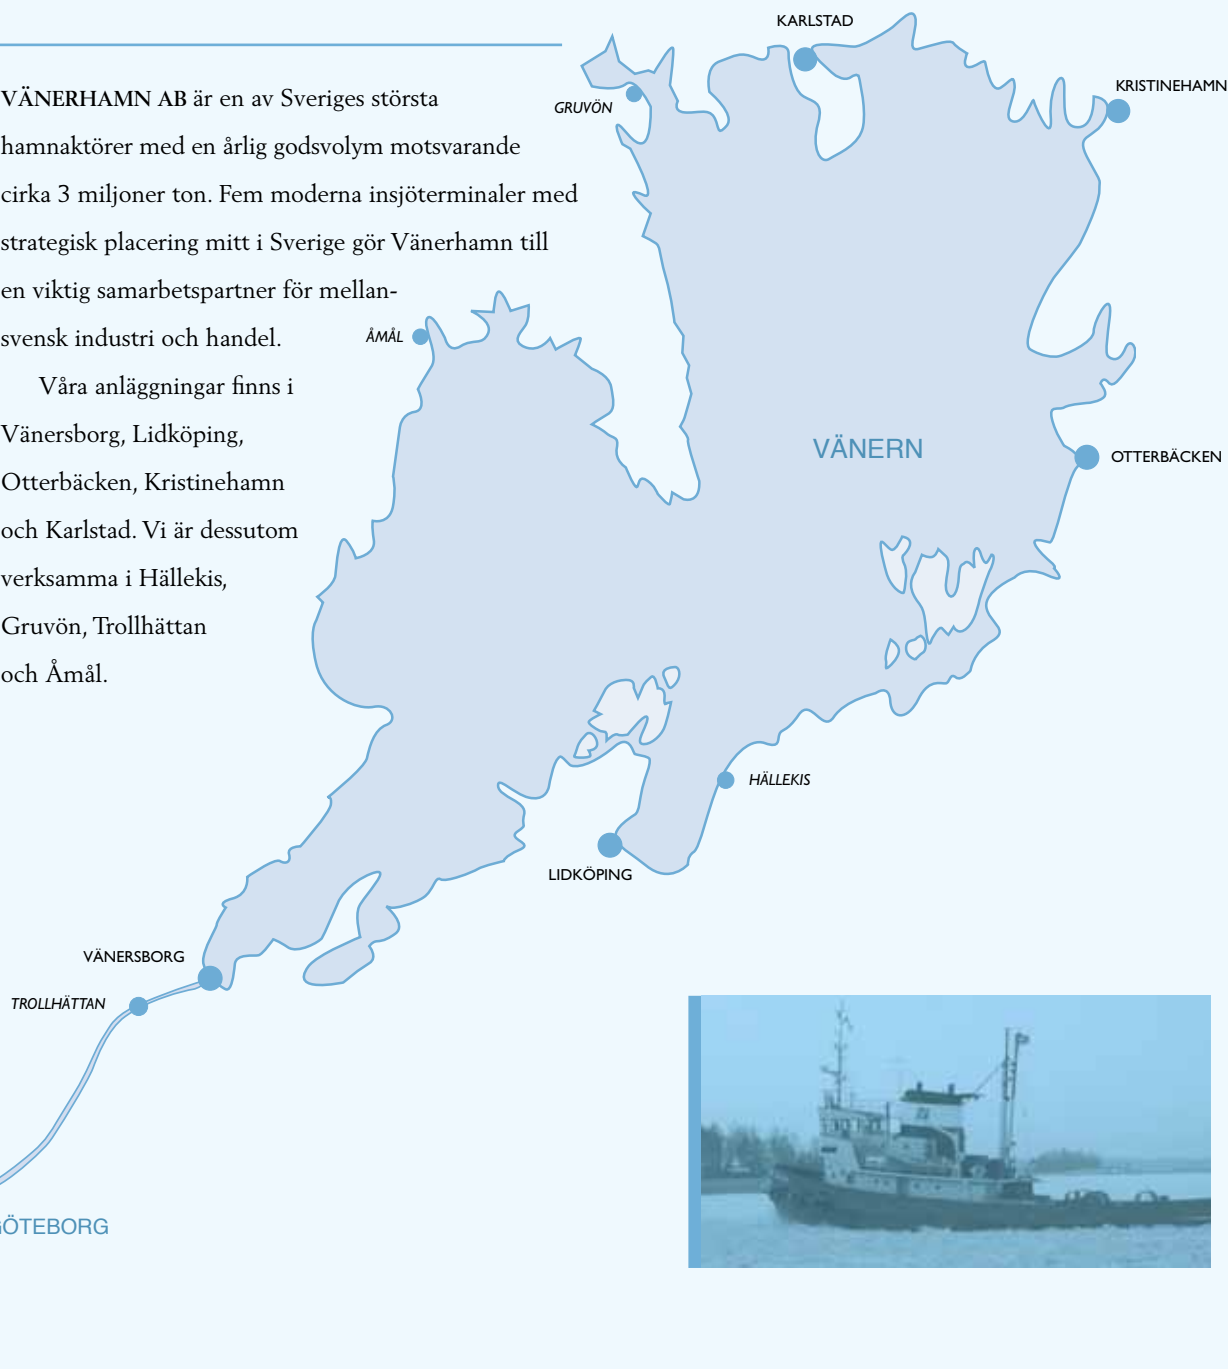 VÄNERHAMN AB är en av Sveriges största
hamnaktörer med en årlig godsvolym motsvarande
cirka 3 miljoner ton. Fem moderna insjöterminaler med
strategisk placering mitt i Sverige gör Vänerhamn till
en viktig samarbetspartner för mellan-
svensk industri och handel.
Våra anläggningar finns i
Vänersborg, Lidköping,
Otterbäcken, Kristinehamn
och Karlstad. Vi är dessutom
verksamma i Hällekis,
Gruvön, Trollhättan
och Åmål.
KARLSTAD
KRISTINEHAMN
GRUVÖN
ÅMÅL
VÄNERN
OTTERBÄCKEN
HÄLLEKIS
LIDKÖPING
VÄNERSBORG
TROLLHÄTTAN
GÖTEBORG